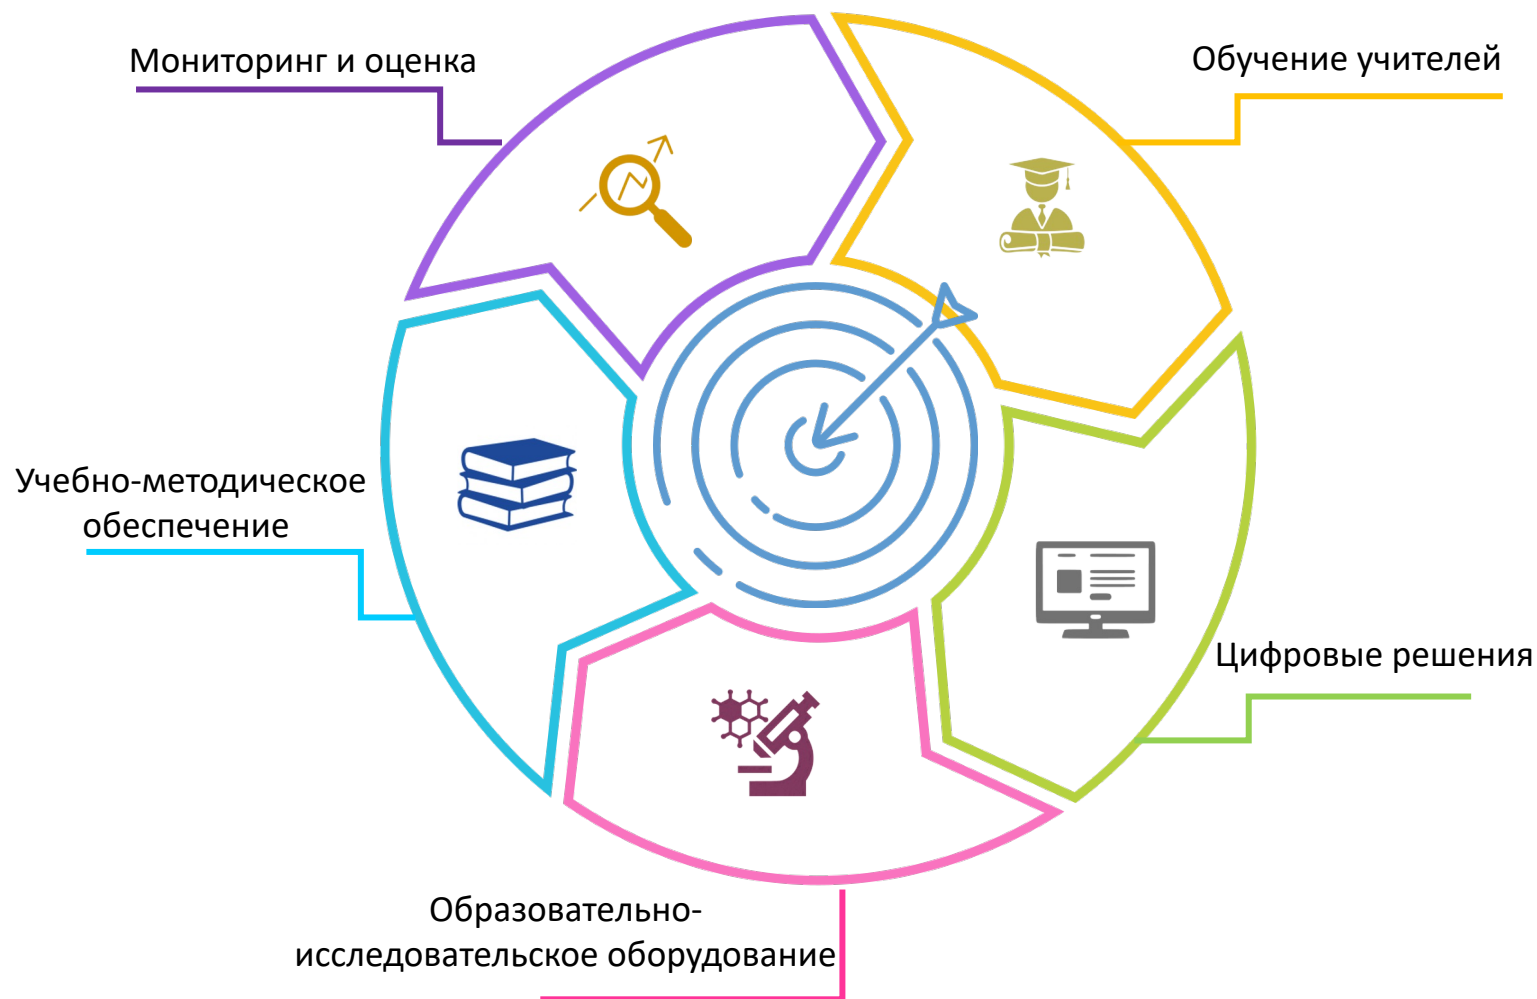 Мониторинг и оценка
Обучение учителей
Учебно-методическое
обеспечение
Цифровые решения
Образовательно-
исследовательское оборудование